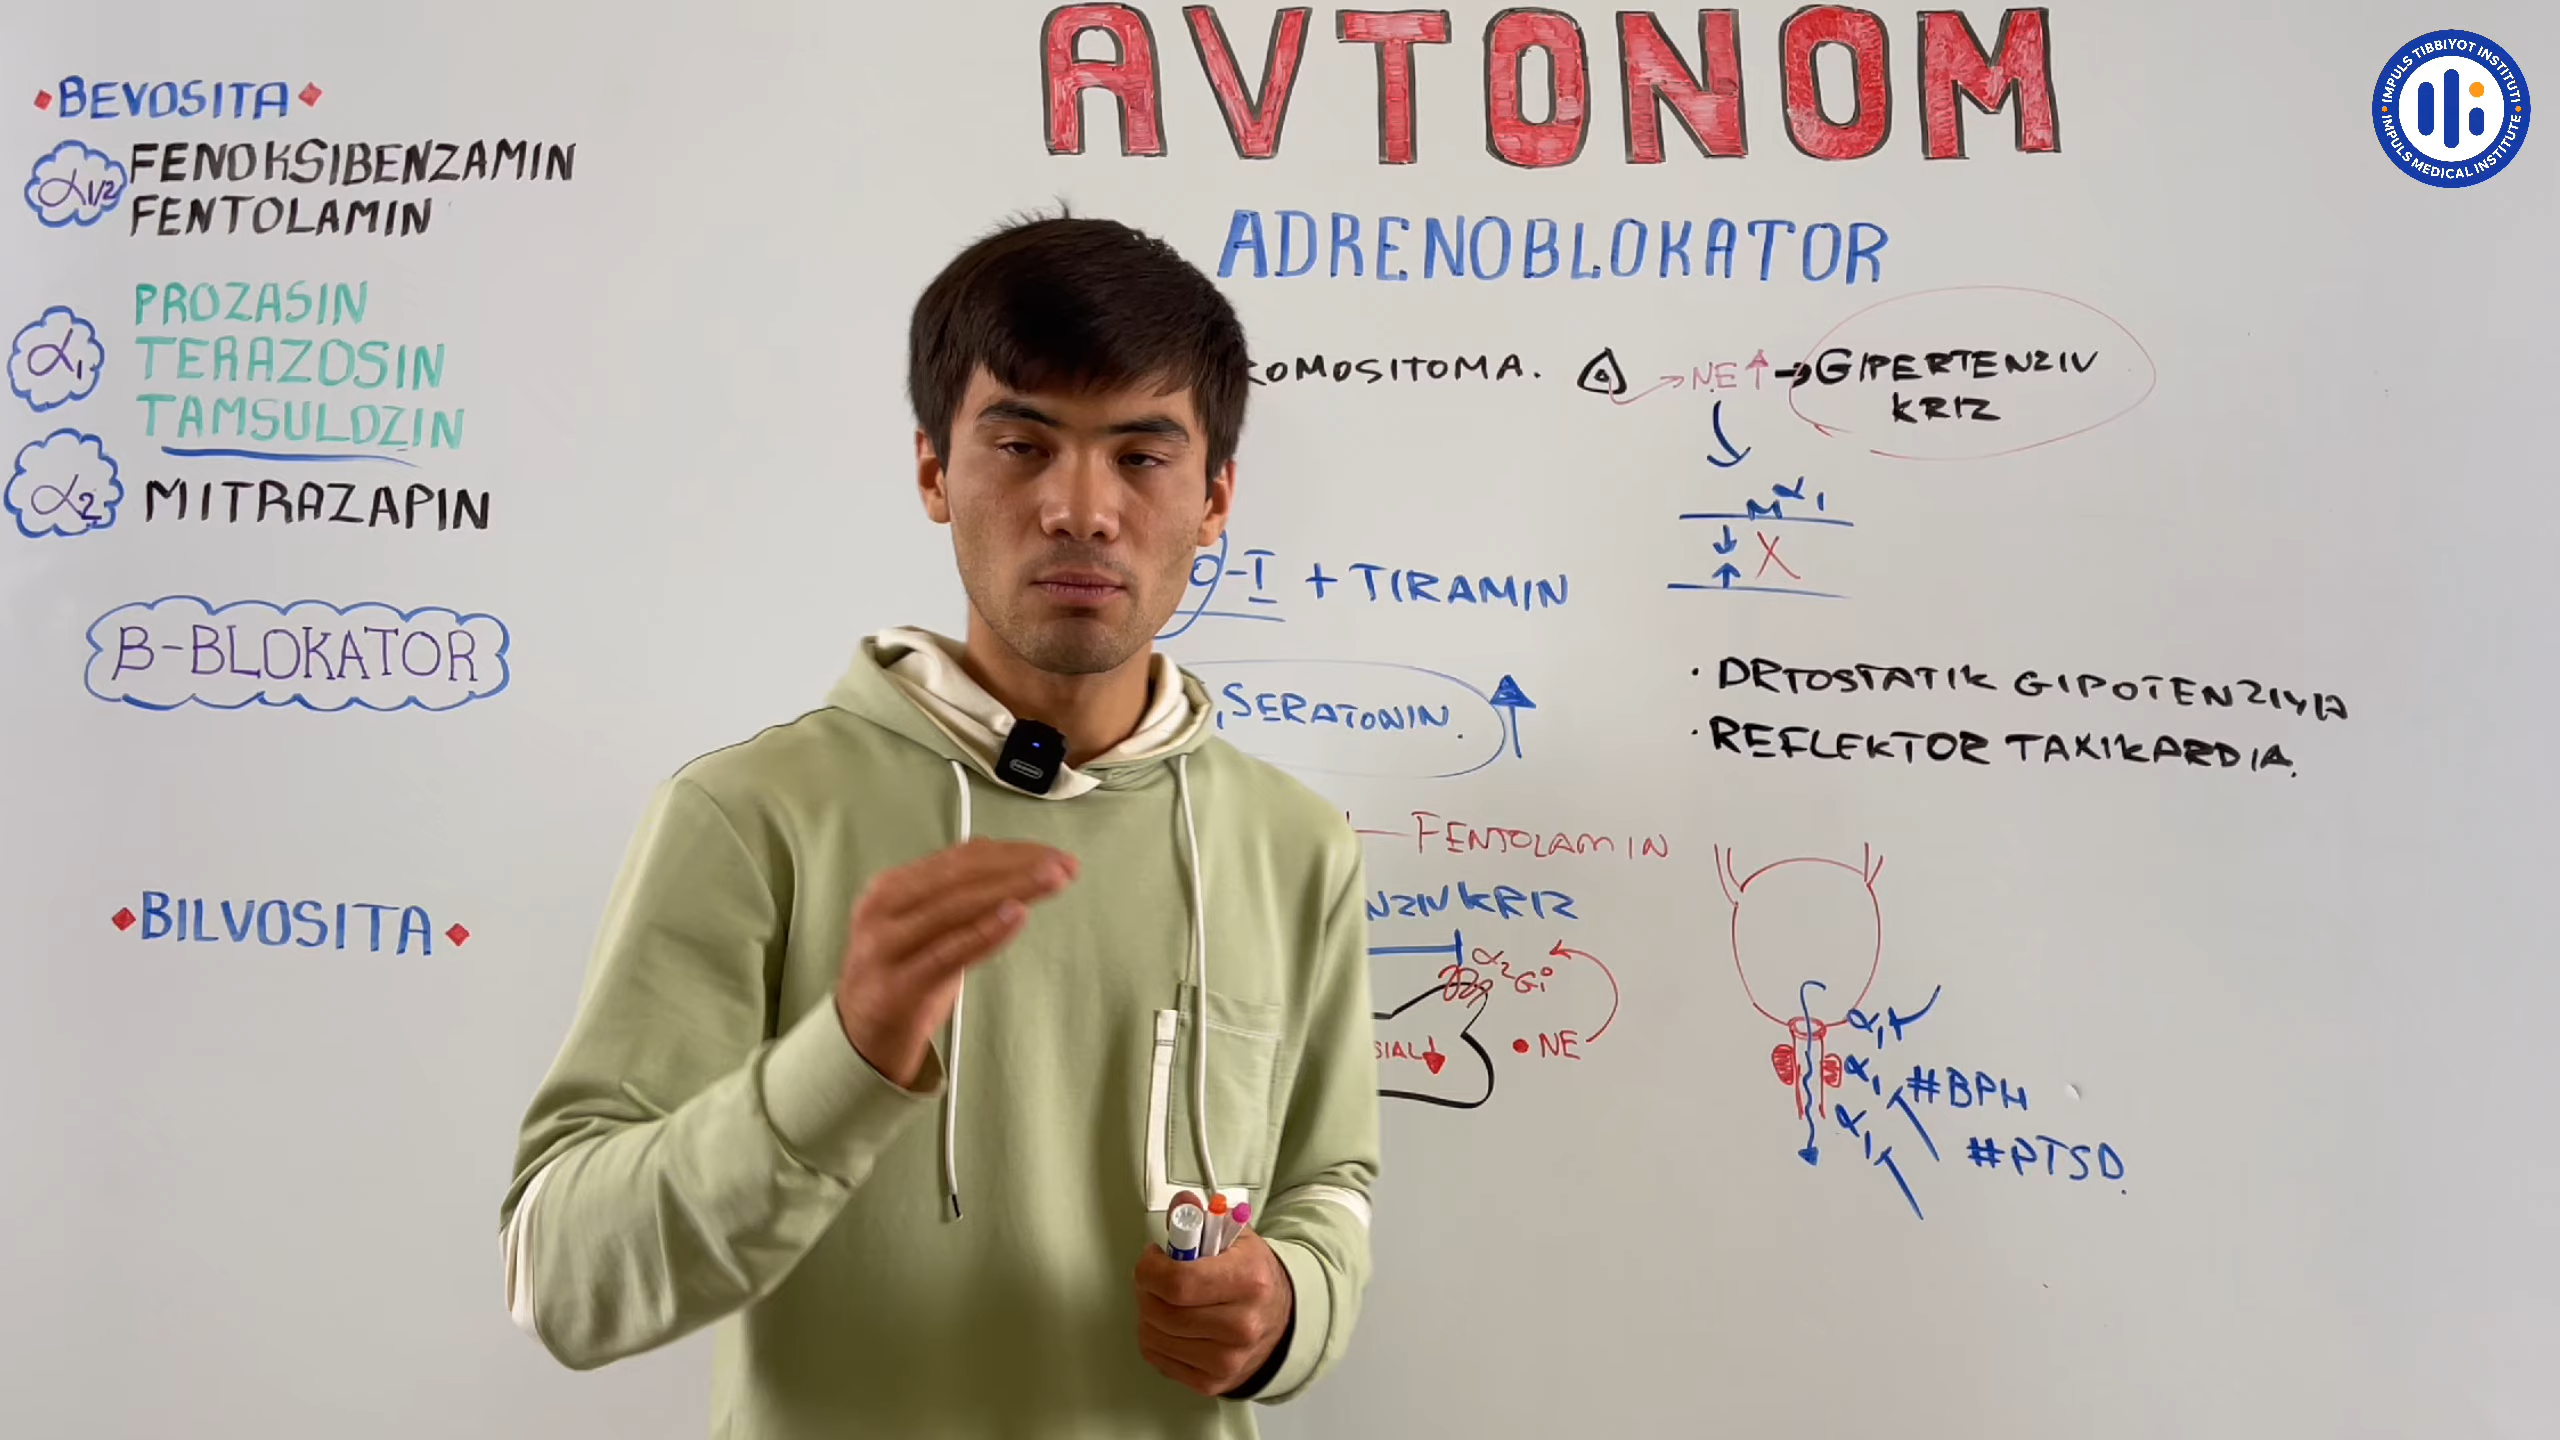 AVTONOM
ADRENOBLOKATOR
IMPULS TIBBIYOT INSTITUTI
IMPULS MEDICAL INSTITUTE
BEVOSITA
α1/2 FENOKSIBENZAMIN
FENTOLAMIN
α1 PROZASIN
TERAZOSIN
TAMSULOZIN
α2 MITRAZAPIN
β-BLOKATOR
BILVOSITA
KOMOSITOMA. NE↑ → GIPERTENZIV
KRIZ
α1
X
O-I + TIRAMIN
, SERATONIN.
• ORTOSTATIK GIPOTENZIYA
• REFLEKTOR TAXIKARDIA.
FENTOLAMIN
NZIV KRIZ
α2 Gi
SIAL↓ • NE
α1
α1 #BPH
α1 #PTSD.